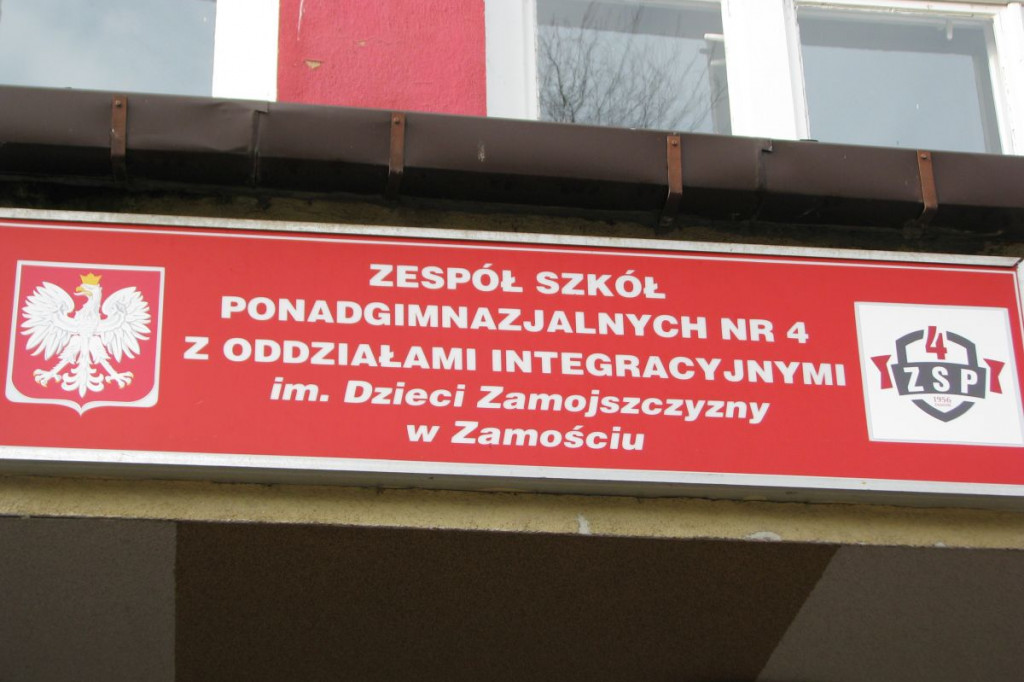 ZESPÓŁ SZKÓŁ
PONADGIMNAZJALNYCH NR 4
Z ODDZIAŁAMI INTEGRACYJNYMI
im. Dzieci Zamojszczyzny
w Zamościu
4
ZSP
1956